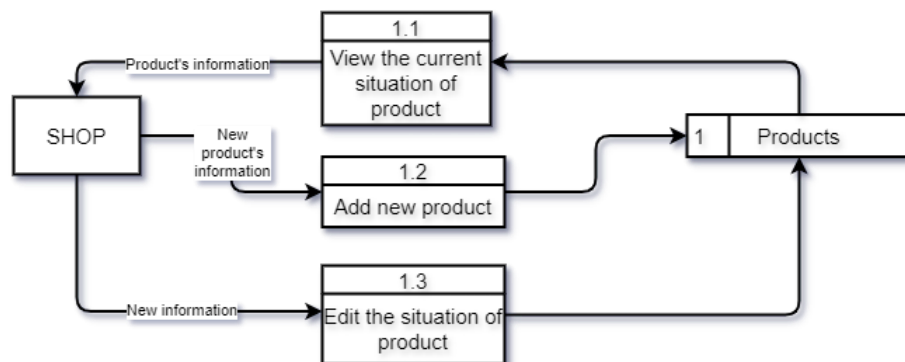 1.1
View the current
situation of
product
Product's information
SHOP
New
product's
information
1
Products
1.2
Add new product
1.3
Edit the situation of
product
New information